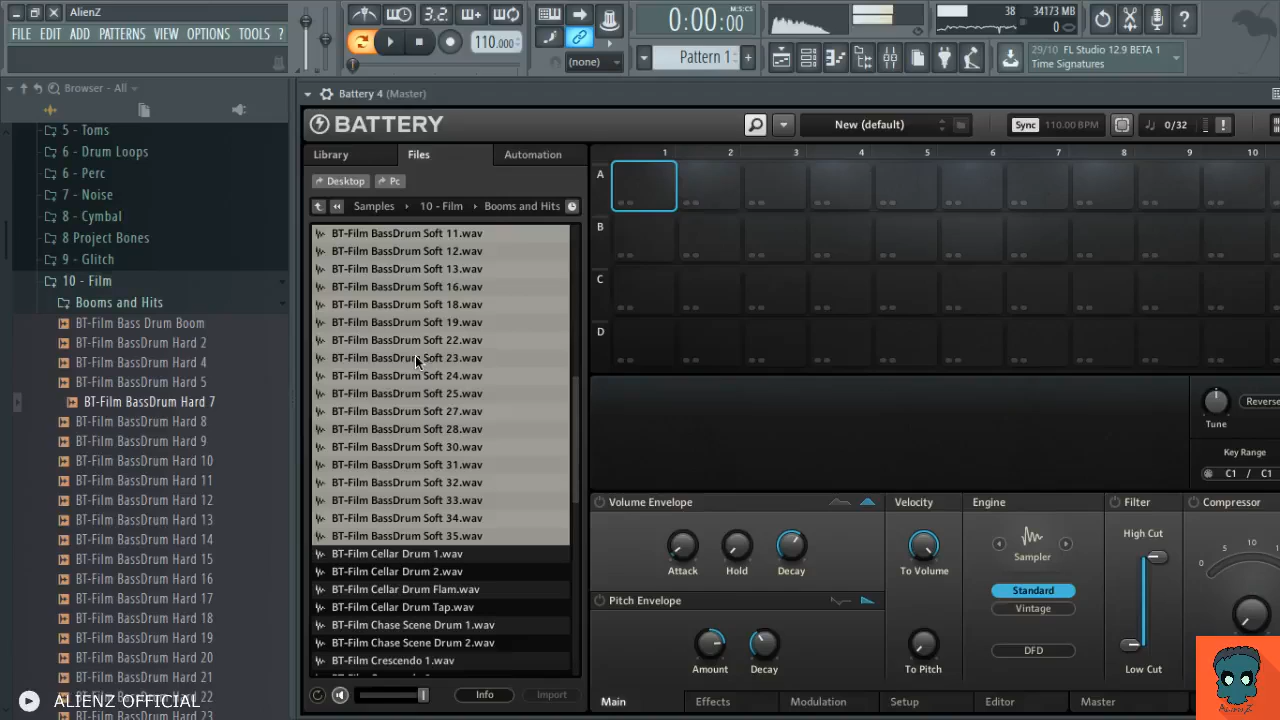 AlienZ
FILE EDIT ADD PATTERNS VIEW OPTIONS TOOLS ?
3.2
110.000
0:00:00
M:S:CS
(none)
Pattern 1
38
34173 MB
0
29/10 FL Studio 12.9 BETA 1
Time Signatures
Browser - All
5 - Toms
6 - Drum Loops
6 - Perc
7 - Noise
8 - Cymbal
8 Project Bones
9 - Glitch
10 - Film
Booms and Hits
BT-Film Bass Drum Boom
BT-Film BassDrum Hard 2
BT-Film BassDrum Hard 4
BT-Film BassDrum Hard 5
BT-Film BassDrum Hard 7
BT-Film BassDrum Hard 8
BT-Film BassDrum Hard 9
BT-Film BassDrum Hard 10
BT-Film BassDrum Hard 11
BT-Film BassDrum Hard 12
BT-Film BassDrum Hard 13
BT-Film BassDrum Hard 14
BT-Film BassDrum Hard 15
BT-Film BassDrum Hard 16
BT-Film BassDrum Hard 17
BT-Film BassDrum Hard 18
BT-Film BassDrum Hard 19
BT-Film BassDrum Hard 20
BT-Film BassDrum Hard 21
BT-Film BassDrum Hard 22
BT-Film BassDrum Hard 23
ALIENZ OFFICIAL
Battery 4 (Master)
BATTERY
New (default)
Sync 110.00 BPM
0/32
!
Library Files Automation
Desktop Pc
Samples 10 - Film Booms and Hits
BT-Film BassDrum Soft 11.wav
BT-Film BassDrum Soft 12.wav
BT-Film BassDrum Soft 13.wav
BT-Film BassDrum Soft 16.wav
BT-Film BassDrum Soft 18.wav
BT-Film BassDrum Soft 19.wav
BT-Film BassDrum Soft 22.wav
BT-Film BassDrum Soft 23.wav
BT-Film BassDrum Soft 24.wav
BT-Film BassDrum Soft 25.wav
BT-Film BassDrum Soft 27.wav
BT-Film BassDrum Soft 28.wav
BT-Film BassDrum Soft 30.wav
BT-Film BassDrum Soft 31.wav
BT-Film BassDrum Soft 32.wav
BT-Film BassDrum Soft 33.wav
BT-Film BassDrum Soft 34.wav
BT-Film BassDrum Soft 35.wav
BT-Film Cellar Drum 1.wav
BT-Film Cellar Drum 2.wav
BT-Film Cellar Drum Flam.wav
BT-Film Cellar Drum Tap.wav
BT-Film Chase Scene Drum 1.wav
BT-Film Chase Scene Drum 2.wav
BT-Film Crescendo 1.wav
Info Import
1 2 3 4 5 6 7 8 9 10
A
B
C
D
Tune
Reverse
Key Range
C1 / C1
Volume Envelope
Attack Hold Decay
Pitch Envelope
Amount Decay
Velocity
To Volume
To Pitch
Engine
Sampler
Standard
Vintage
DFD
Filter
High Cut
Low Cut
Compressor
0 5 10
Main Effects Modulation Setup Editor Master
ALIENZ